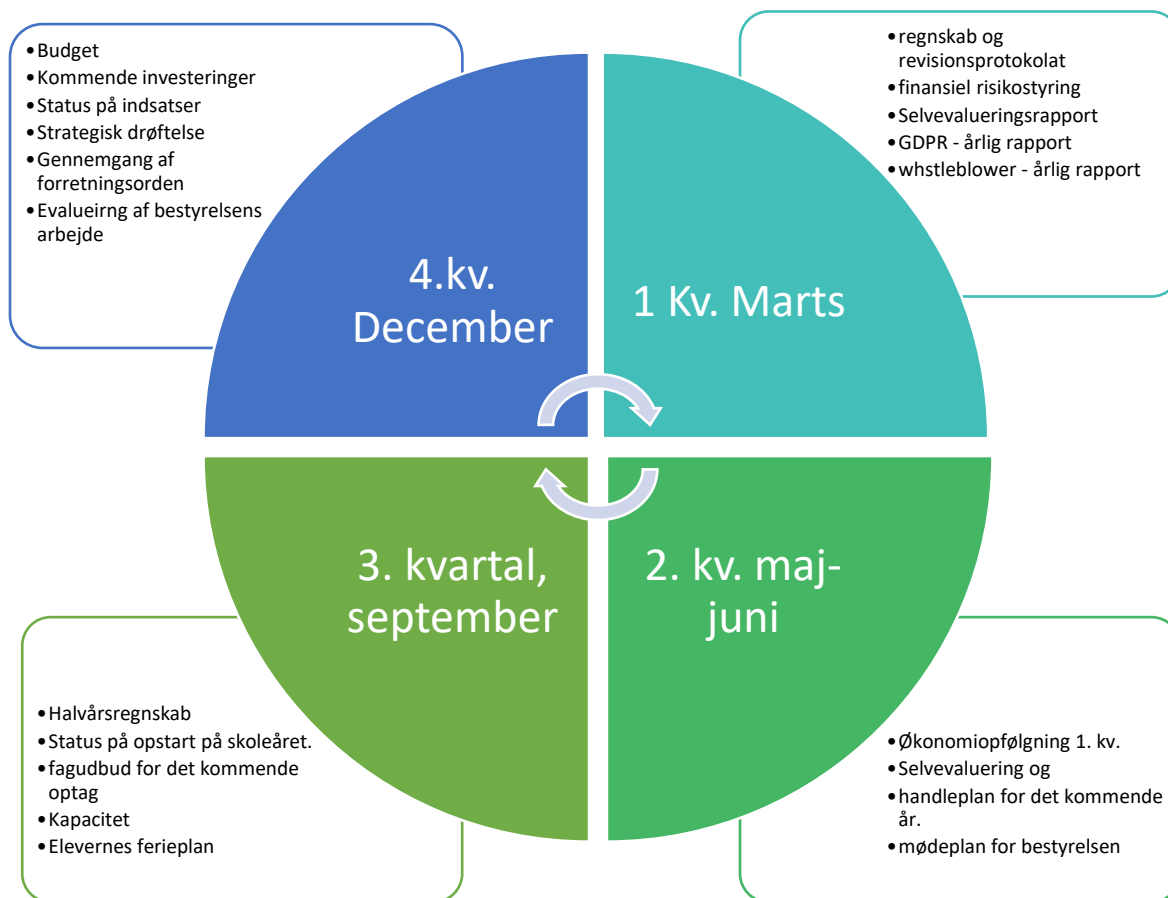 •Budget
•Kommende investeringer
•Status på indsatser
•Strategisk drøftelse
•Gennemgang af
forretningsorden
•Evalueirng af bestyrelsens
arbejde
4.kv.
December
•regnskab og
revisionsprotokolat
•finansiel risikostyring
•Selvevalueringsrapport
•GDPR - årlig rapport
•whstleblower - årlig rapport
1 Kv. Marts
3. kvartal,
september
•Halvårsregnskab
•Status på opstart på skoleåret.
•fagudbud for det kommende
optag
•Kapacitet
•Elevernes ferieplan
2. kv. maj-
juni
•Økonomiopfølgning 1. kv.
•Selvevaluering og
•handleplan for det kommende
år.
•mødeplan for bestyrelsen